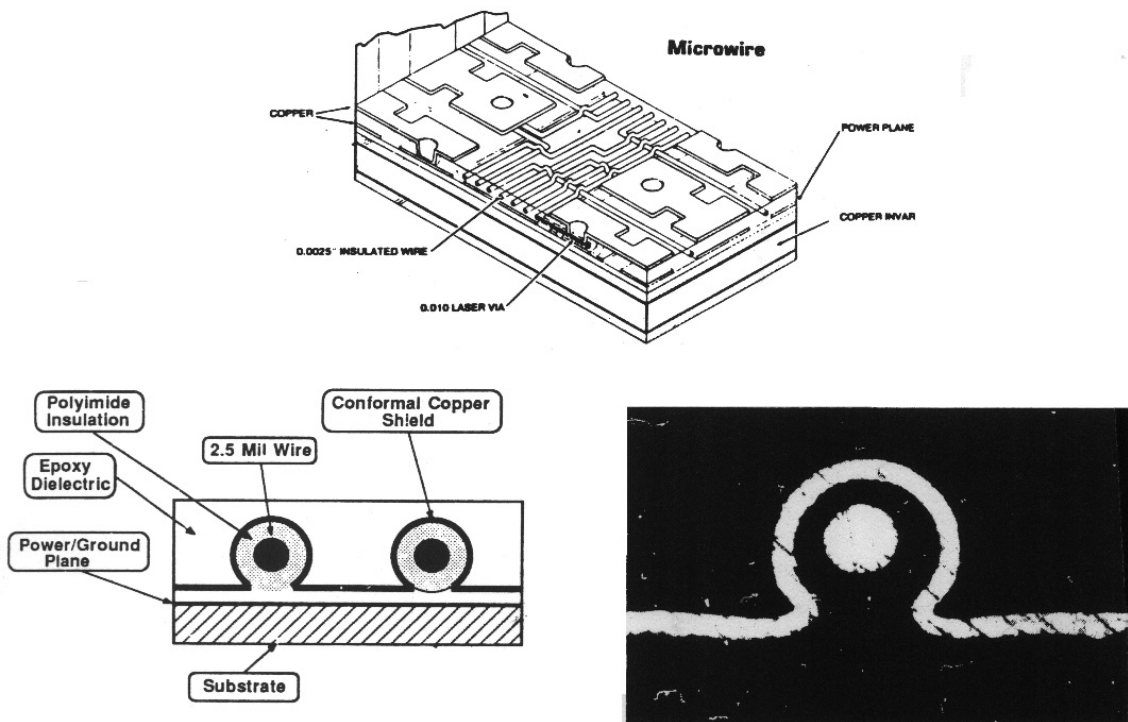 Microwire
COPPER
POWER PLANE
COPPER INVAR
0.0025" INSULATED WIRE
0.010 LASER VIA
Polyimide
Insulation
Conformal Copper
Shield
2.5 Mil Wire
Epoxy
Dielectric
Power/Ground
Plane
Substrate